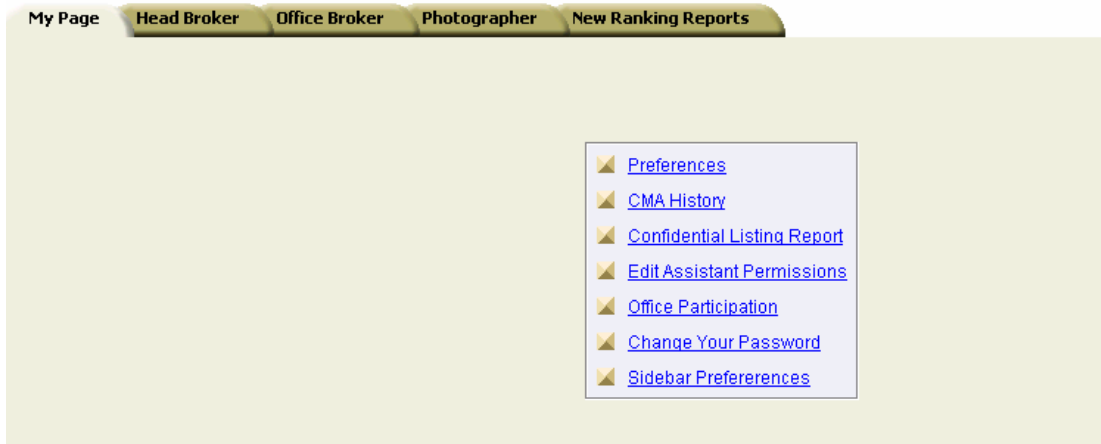 My Page Head Broker Office Broker Photographer New Ranking Reports
Preferences
CMA History
Confidential Listing Report
Edit Assistant Permissions
Office Participation
Change Your Password
Sidebar Prefererences